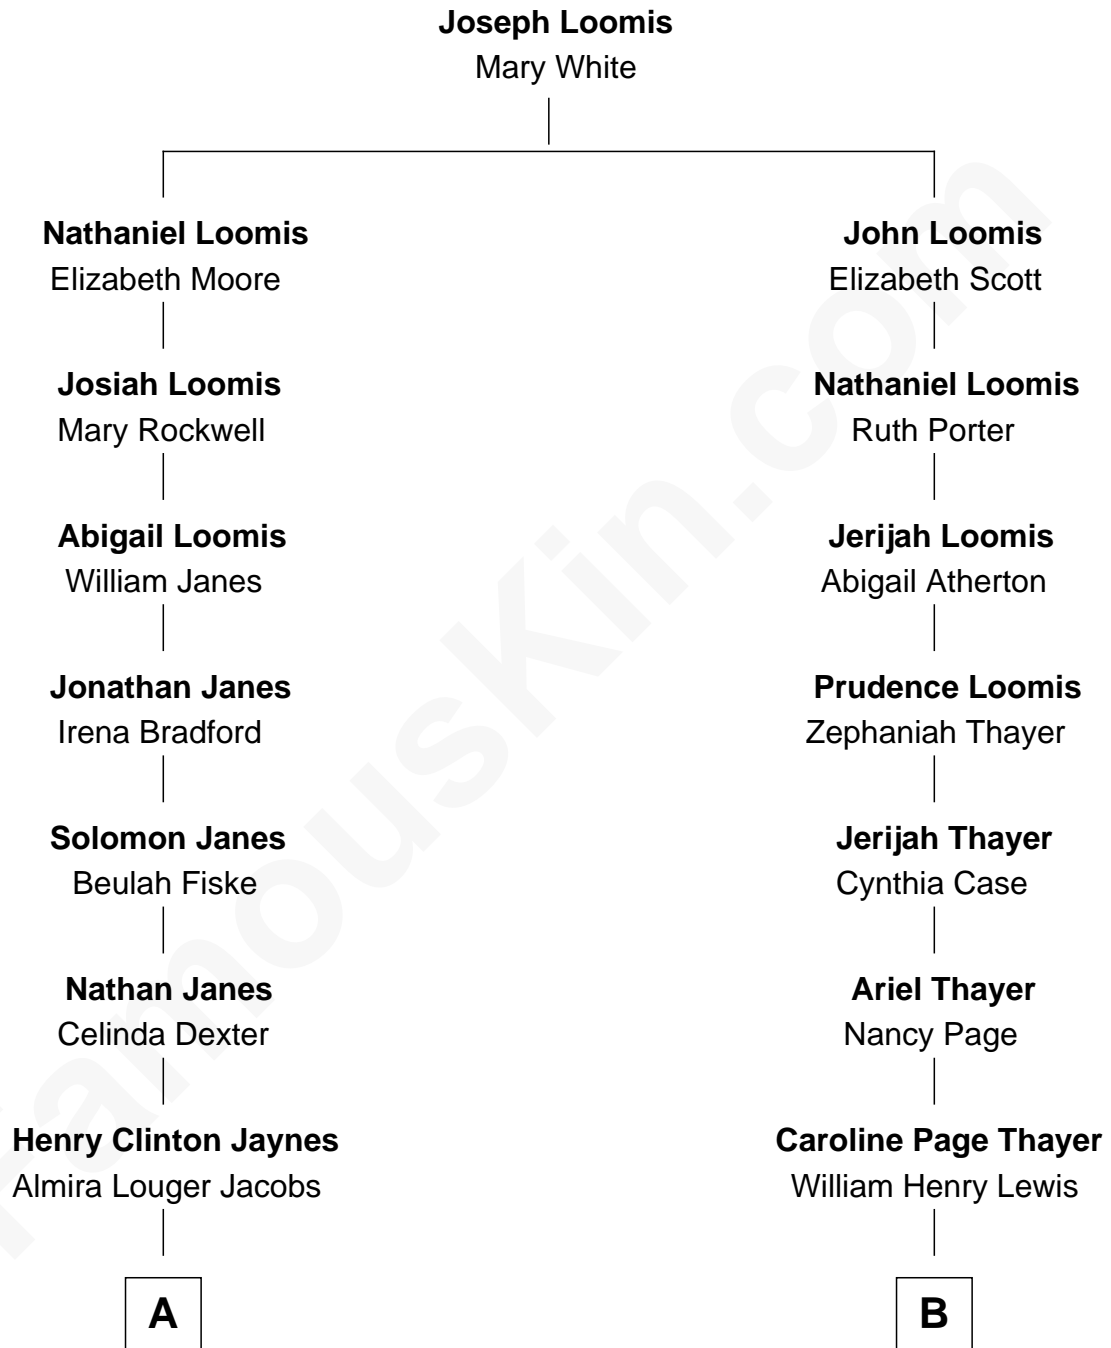 Joseph Loomis
Mary White
Nathaniel Loomis
Elizabeth Moore
John Loomis
Elizabeth Scott
Josiah Loomis
Mary Rockwell
Nathaniel Loomis
Ruth Porter
Abigail Loomis
William Janes
Jerijah Loomis
Abigail Atherton
Jonathan Janes
Irena Bradford
Prudence Loomis
Zephaniah Thayer
Solomon Janes
Beulah Fiske
Jerijah Thayer
Cynthia Case
Nathan Janes
Celinda Dexter
Ariel Thayer
Nancy Page
Henry Clinton Jaynes
Almira Louger Jacobs
Caroline Page Thayer
William Henry Lewis
A
B
FamousKin.com